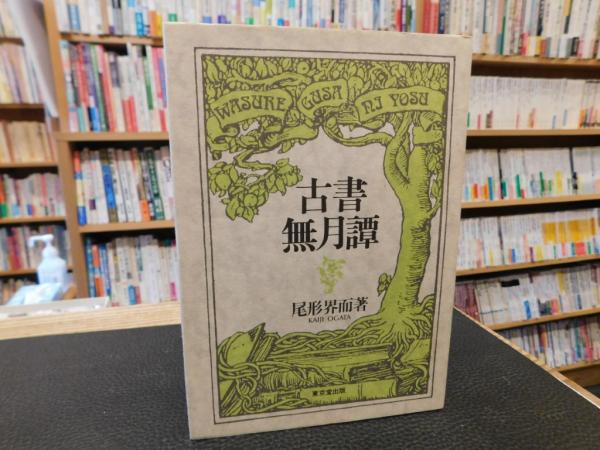 WASURE GUSA NI YOSU
古書
無月譚
尾形界而著
KAIJI OGATA
東京堂出版